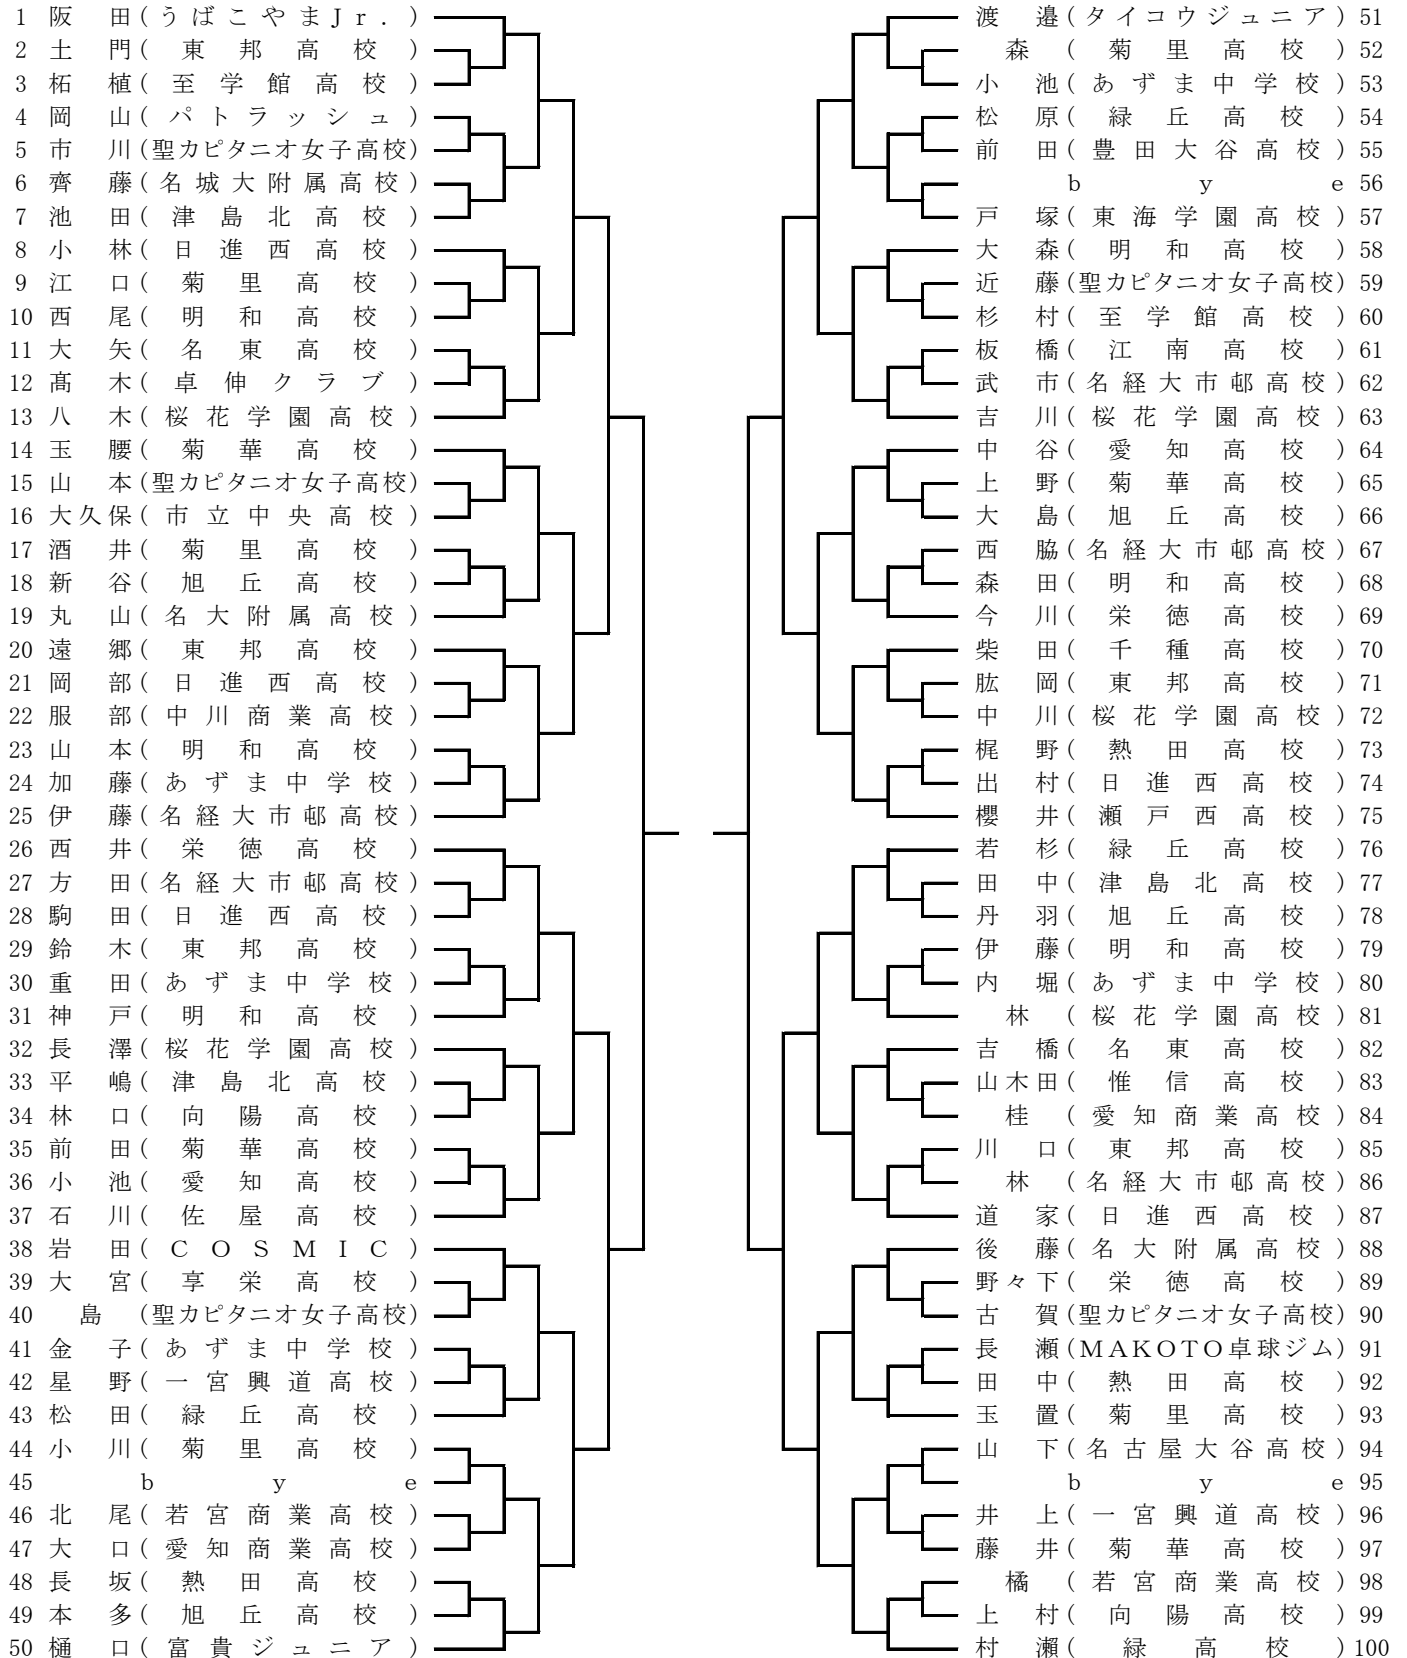 1 阪 田(うばこやまJr.)
2 土 門(東邦高校)
3 柘 植(至学館高校)
4 岡 山(パトラッシュ)
5 市 川(聖カピタニオ女子高校)
6 齊 藤(名城大附属高校)
7 池 田(津島北高校)
8 小 林(日進西高校)
9 江 口(菊里高校)
10 西 尾(明和高校)
11 大 矢(名東高校)
12 髙 木(卓伸クラブ)
13 八 木(桜花学園高校)
14 玉 腰(菊華高校)
15 山 本(聖カピタニオ女子高校)
16 大久保(市立中央高校)
17 酒 井(菊里高校)
18 新 谷(旭丘高校)
19 丸 山(名大附属高校)
20 遠 郷(東邦高校)
21 岡 部(日進西高校)
22 服 部(中川商業高校)
23 山 本(明和高校)
24 加 藤(あずま中学校)
25 伊 藤(名経大市邨高校)
26 西 井(栄徳高校)
27 方 田(名経大市邨高校)
28 駒 田(日進西高校)
29 鈴 木(東邦高校)
30 重 田(あずま中学校)
31 神 戸(明和高校)
32 長 澤(桜花学園高校)
33 平 嶋(津島北高校)
34 林 口(向陽高校)
35 前 田(菊華高校)
36 小 池(愛知高校)
37 石 川(佐屋高校)
38 岩 田(COSMIC)
39 大 宮(享栄高校)
40 島 (聖カピタニオ女子高校)
41 金 子(あずま中学校)
42 星 野(一宮興道高校)
43 松 田(緑丘高校)
44 小 川(菊里高校)
45 bye
46 北 尾(若宮商業高校)
47 大 口(愛知商業高校)
48 長 坂(熱田高校)
49 本 多(旭丘高校)
50 樋 口(富貴ジュニア)
渡 邉(タイコウジュニア) 51
森 (菊里高校) 52
小 池(あずま中学校) 53
松 原(緑丘高校) 54
前 田(豊田大谷高校) 55
bye 56
戸 塚(東海学園高校) 57
大 森(明和高校) 58
近 藤(聖カピタニオ女子高校) 59
杉 村(至学館高校) 60
板 橋(江南高校) 61
武 市(名経大市邨高校) 62
吉 川(桜花学園高校) 63
中 谷(愛知高校) 64
上 野(菊華高校) 65
大 島(旭丘高校) 66
西 脇(名経大市邨高校) 67
森 田(明和高校) 68
今 川(栄徳高校) 69
柴 田(千種高校) 70
肱 岡(東邦高校) 71
中 川(桜花学園高校) 72
梶 野(熱田高校) 73
出 村(日進西高校) 74
櫻 井(瀬戸西高校) 75
若 杉(緑丘高校) 76
田 中(津島北高校) 77
丹 羽(旭丘高校) 78
伊 藤(明和高校) 79
内 堀(あずま中学校) 80
林 (桜花学園高校) 81
吉 橋(名東高校) 82
山木田(惟信高校) 83
桂 (愛知商業高校) 84
川 口(東邦高校) 85
林 (名経大市邨高校) 86
道 家(日進西高校) 87
後 藤(名大附属高校) 88
野々下(栄徳高校) 89
古 賀(聖カピタニオ女子高校) 90
長 瀬(MAKOTO卓球ジム) 91
田 中(熱田高校) 92
玉 置(菊里高校) 93
山 下(名古屋大谷高校) 94
bye 95
井 上(一宮興道高校) 96
藤 井(菊華高校) 97
橘 (若宮商業高校) 98
上 村(向陽高校) 99
村 瀬(緑高校) 100